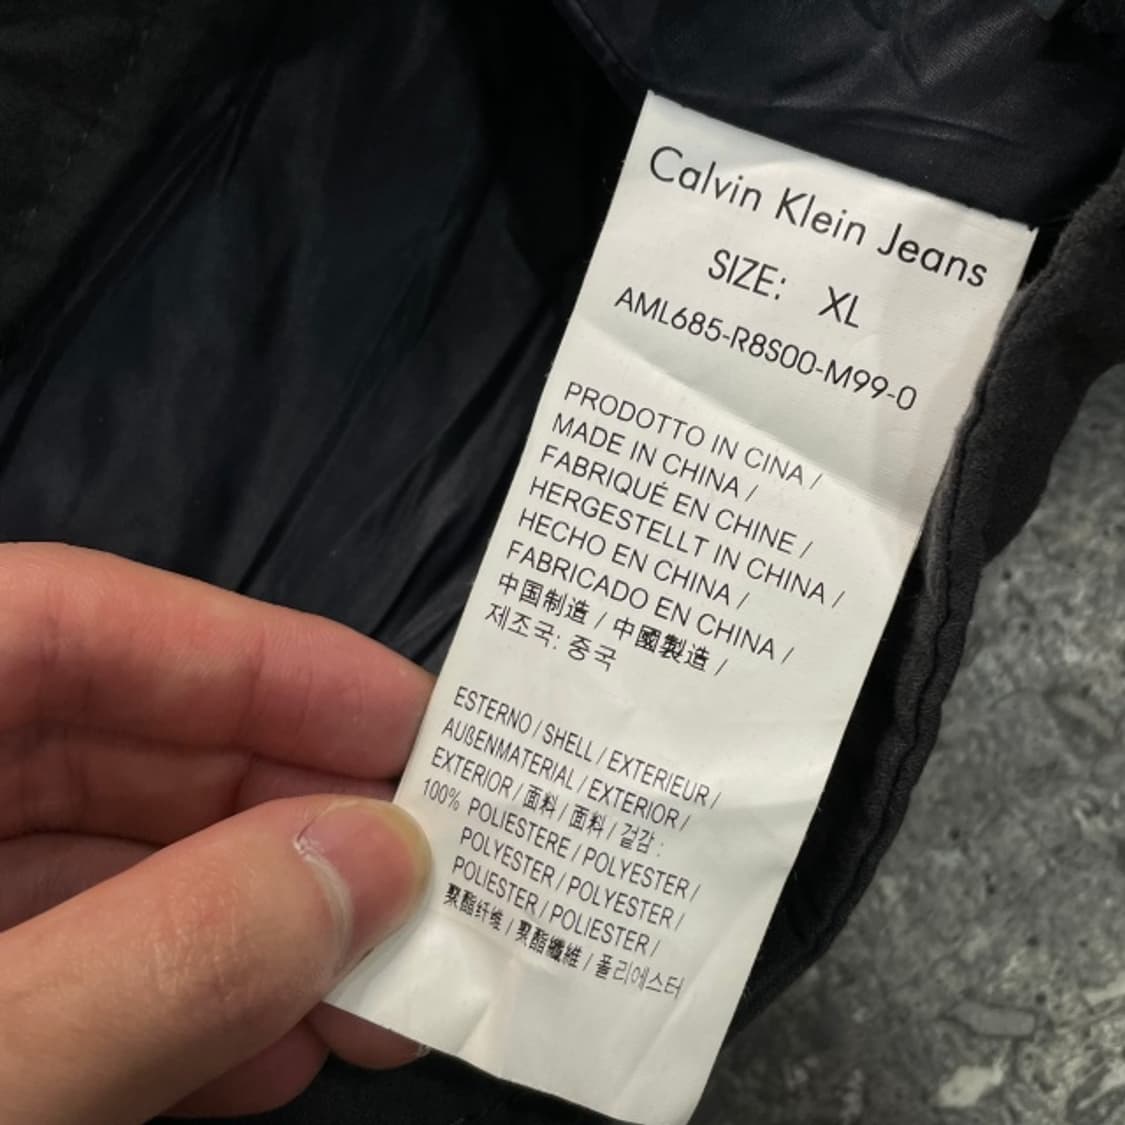 Calvin Klein Jeans
SIZE: XL
AML685-R8S00-M99-0
PRODOTTO IN CINA /
MADE IN CHINA /
FABRIQUÉ EN CHINE /
HERGESTELLT IN CHINA /
HECHO EN CHINA /
FABRICADO EN CHINA /
中国制造 / 中國製造 /
제조국: 중국
ESTERNO / SHELL / EXTERIEUR /
AUßENMATERIAL / EXTERIOR /
EXTERIOR / 面料 / 面料 / 겉감 :
100% POLIESTERE / POLYESTER /
POLYESTER / POLYESTER /
POLIESTER / POLIESTER /
聚酯纤维 / 聚酯纖維 / 폴리에스터